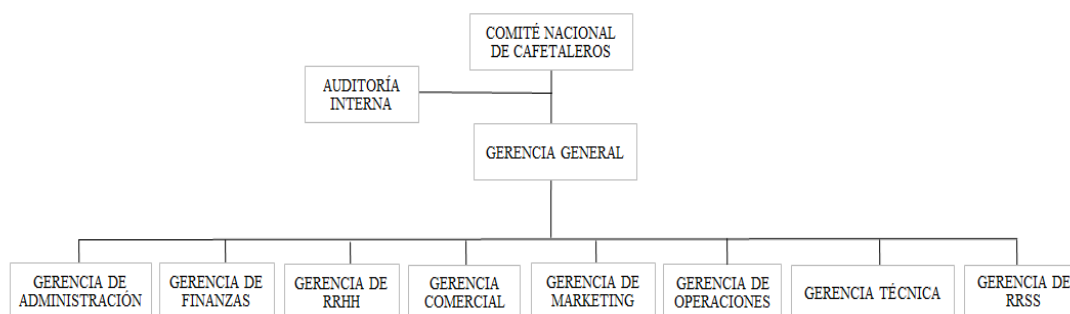 COMITÉ NACIONAL
DE CAFETALEROS
AUDITORÍA
INTERNA
GERENCIA GENERAL
GERENCIA DE
ADMINISTRACIÓN
GERENCIA DE
FINANZAS
GERENCIA DE
RRHH
GERENCIA
COMERCIAL
GERENCIA DE
MARKETING
GERENCIA DE
OPERACIONES
GERENCIA TÉCNICA
GERENCIA DE
RRSS